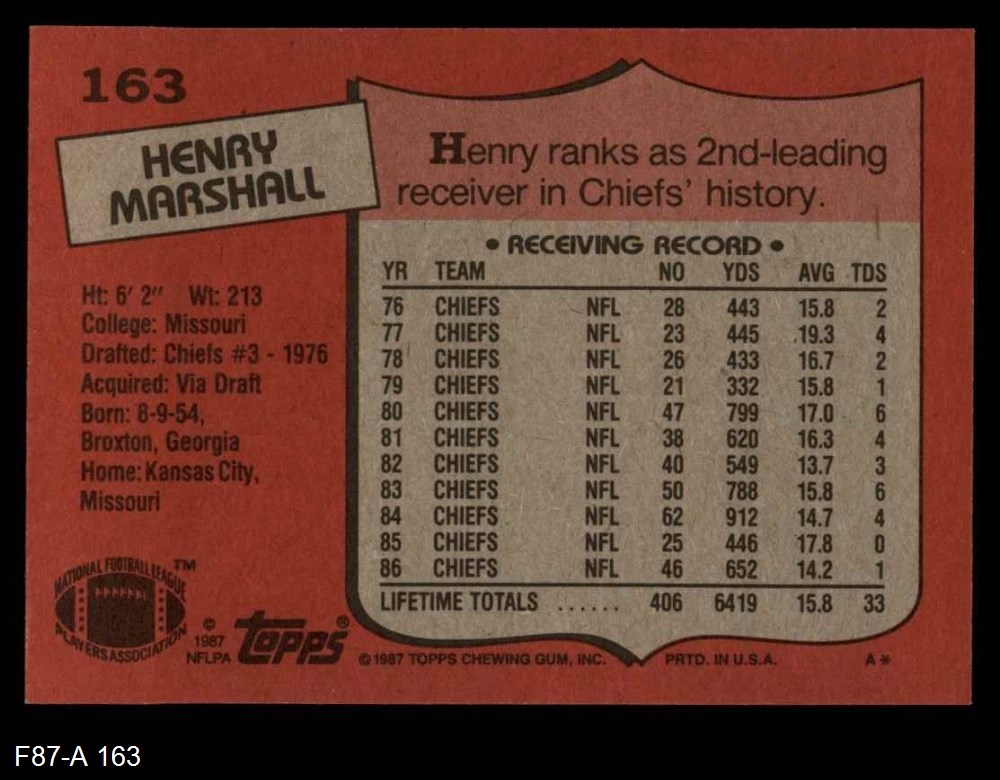 163
HENRY
MARSHALL
Henry ranks as 2nd-leading
receiver in Chiefs' history.
• RECEIVING RECORD •
YR TEAM NO YDS AVG TDS
76 CHIEFS NFL 28 443 15.8 2
77 CHIEFS NFL 23 445 19.3 4
78 CHIEFS NFL 26 433 16.7 2
79 CHIEFS NFL 21 332 15.8 1
80 CHIEFS NFL 47 799 17.0 6
81 CHIEFS NFL 38 620 16.3 4
82 CHIEFS NFL 40 549 13.7 3
83 CHIEFS NFL 50 788 15.8 6
84 CHIEFS NFL 62 912 14.7 4
85 CHIEFS NFL 25 446 17.8 0
86 CHIEFS NFL 46 652 14.2 1
LIFETIME TOTALS ...... 406 6419 15.8 33
Ht: 6' 2" Wt: 213
College: Missouri
Drafted: Chiefs #3 - 1976
Acquired: Via Draft
Born: 8-9-54,
Broxton, Georgia
Home: Kansas City,
Missouri
NATIONAL FOOTBALL LEAGUE ™
PLAYERS ASSOCIATION
©
1987
NFLPA
topps®
© 1987 TOPPS CHEWING GUM, INC. PRTD. IN U.S.A. A*
F87-A 163